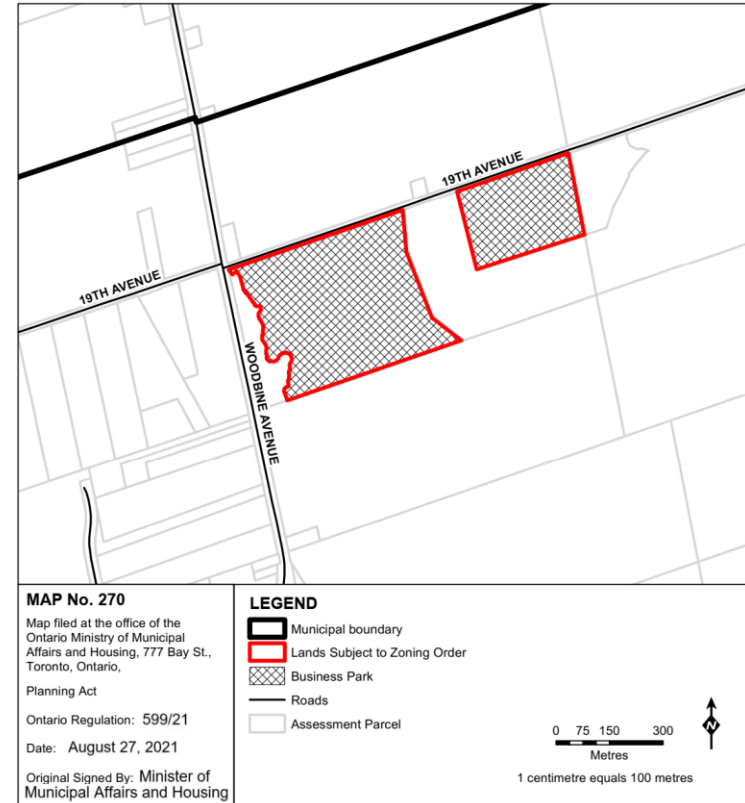 19TH AVENUE
19TH AVENUE
WOODBINE AVENUE
MAP No. 270
Map filed at the office of the
Ontario Ministry of Municipal
Affairs and Housing, 777 Bay St.,
Toronto, Ontario,
Planning Act
Ontario Regulation: 599/21
Date: August 27, 2021
Original Signed By: Minister of
Municipal Affairs and Housing
LEGEND
Municipal boundary
Lands Subject to Zoning Order
Business Park
Roads
Assessment Parcel
0 75 150 300
Metres
1 centimetre equals 100 metres
N